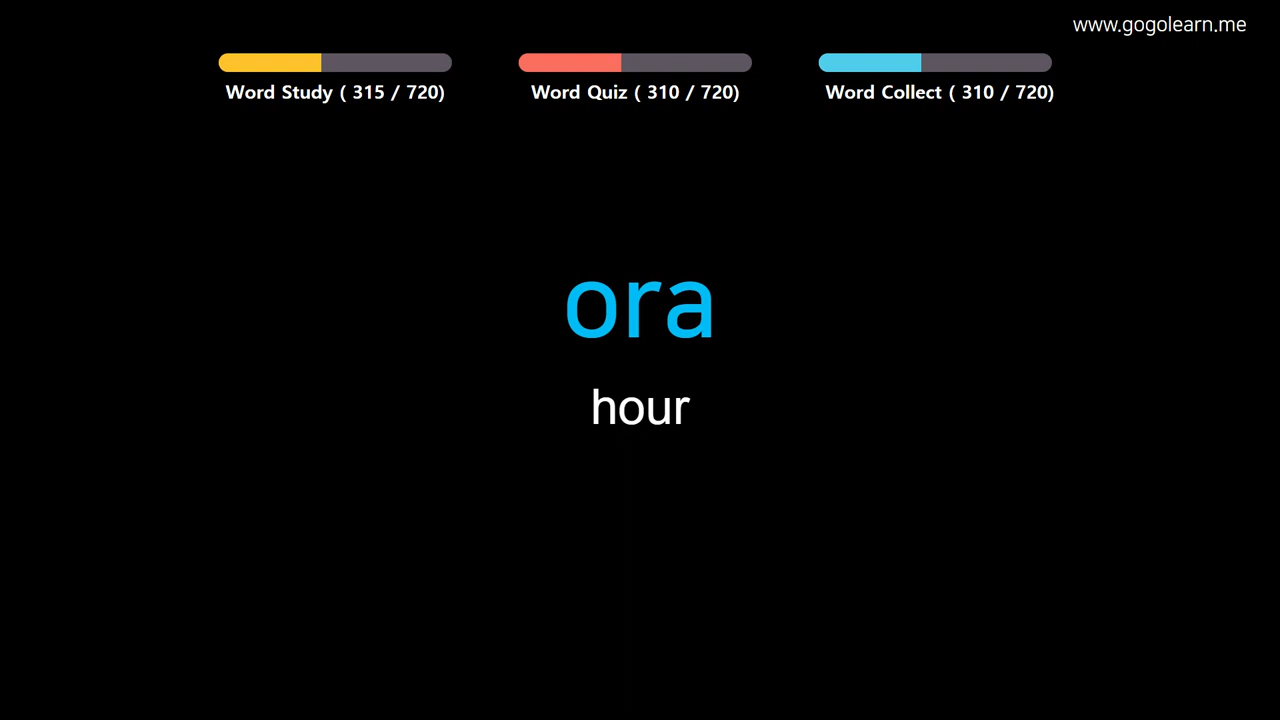 www.gogolearn.me
Word Study ( 315 / 720)
Word Quiz ( 310 / 720)
Word Collect ( 310 / 720)
ora
hour